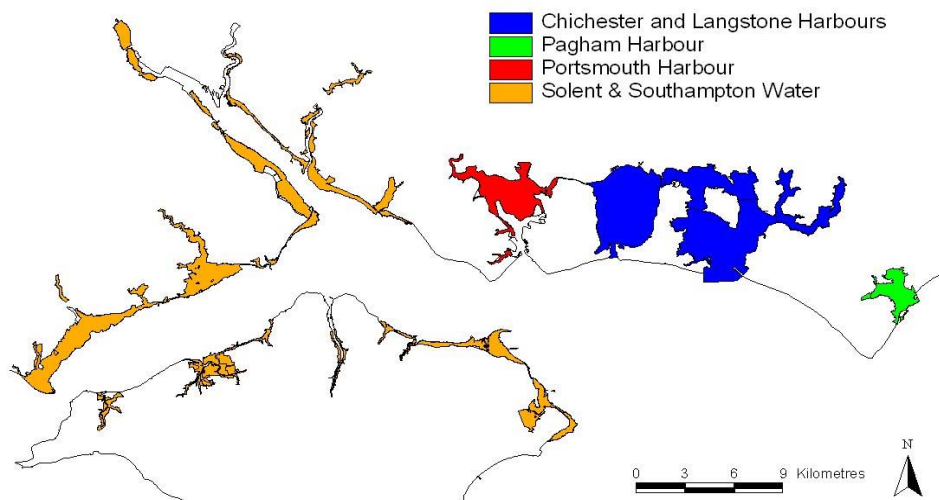 Chichester and Langstone Harbours
Pagham Harbour
Portsmouth Harbour
Solent & Southampton Water
N
0 3 6 9 Kilometres